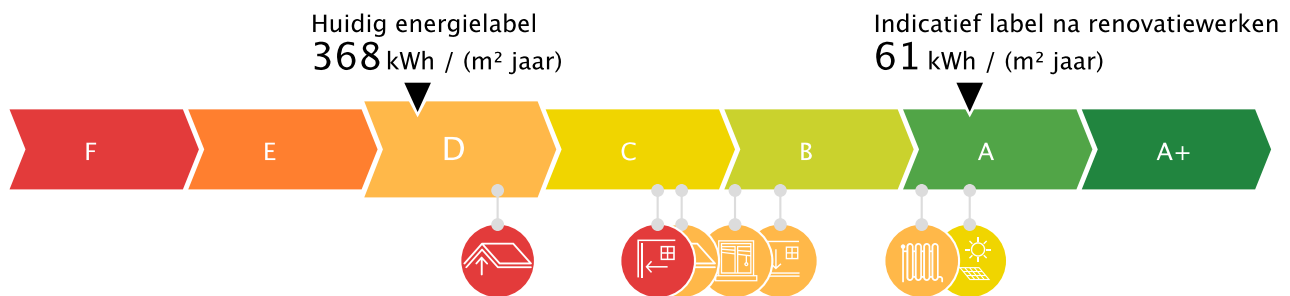 Huidig energielabel
368 kWh / (m² jaar)
Indicatief label na renovatiewerken
61 kWh / (m² jaar)
F
E
D
C
B
A
A+